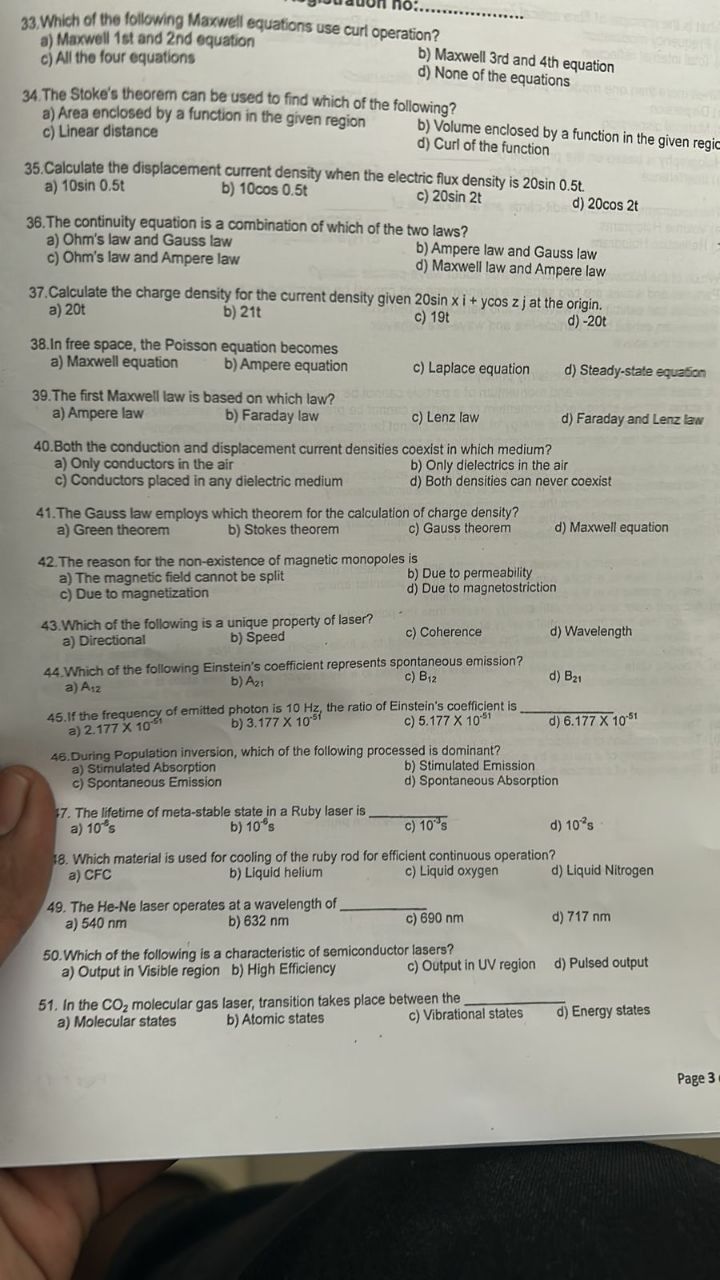 Registration no:....................
33.Which of the following Maxwell equations use curl operation?
a) Maxwell 1st and 2nd equation b) Maxwell 3rd and 4th equation
c) All the four equations d) None of the equations
34.The Stoke's theorem can be used to find which of the following?
a) Area enclosed by a function in the given region b) Volume enclosed by a function in the given regic
c) Linear distance d) Curl of the function
35.Calculate the displacement current density when the electric flux density is 20sin 0.5t.
a) 10sin 0.5t b) 10cos 0.5t c) 20sin 2t d) 20cos 2t
36.The continuity equation is a combination of which of the two laws?
a) Ohm's law and Gauss law b) Ampere law and Gauss law
c) Ohm's law and Ampere law d) Maxwell law and Ampere law
37.Calculate the charge density for the current density given 20sin x i + ycos z j at the origin.
a) 20t b) 21t c) 19t d) -20t
38.In free space, the Poisson equation becomes
a) Maxwell equation b) Ampere equation c) Laplace equation d) Steady-state equation
39.The first Maxwell law is based on which law?
a) Ampere law b) Faraday law c) Lenz law d) Faraday and Lenz law
40.Both the conduction and displacement current densities coexist in which medium?
a) Only conductors in the air b) Only dielectrics in the air
c) Conductors placed in any dielectric medium d) Both densities can never coexist
41.The Gauss law employs which theorem for the calculation of charge density?
a) Green theorem b) Stokes theorem c) Gauss theorem d) Maxwell equation
42.The reason for the non-existence of magnetic monopoles is
a) The magnetic field cannot be split b) Due to permeability
c) Due to magnetization d) Due to magnetostriction
43.Which of the following is a unique property of laser?
a) Directional b) Speed c) Coherence d) Wavelength
44.Which of the following Einstein's coefficient represents spontaneous emission?
a) A₁₂ b) A₂₁ c) B₁₂ d) B₂₁
45.If the frequency of emitted photon is 10 Hz, the ratio of Einstein's coefficient is ____________
a) 2.177 X 10⁻⁵¹ b) 3.177 X 10⁻⁵¹ c) 5.177 X 10⁻⁵¹ d) 6.177 X 10⁻⁵¹
46.During Population inversion, which of the following processed is dominant?
a) Stimulated Absorption b) Stimulated Emission
c) Spontaneous Emission d) Spontaneous Absorption
47. The lifetime of meta-stable state in a Ruby laser is __________
a) 10⁻⁸s b) 10⁻⁶s c) 10⁻³s d) 10⁻²s
48. Which material is used for cooling of the ruby rod for efficient continuous operation?
a) CFC b) Liquid helium c) Liquid oxygen d) Liquid Nitrogen
49. The He-Ne laser operates at a wavelength of __________
a) 540 nm b) 632 nm c) 690 nm d) 717 nm
50.Which of the following is a characteristic of semiconductor lasers?
a) Output in Visible region b) High Efficiency c) Output in UV region d) Pulsed output
51. In the CO₂ molecular gas laser, transition takes place between the ____________
a) Molecular states b) Atomic states c) Vibrational states d) Energy states
Page 3